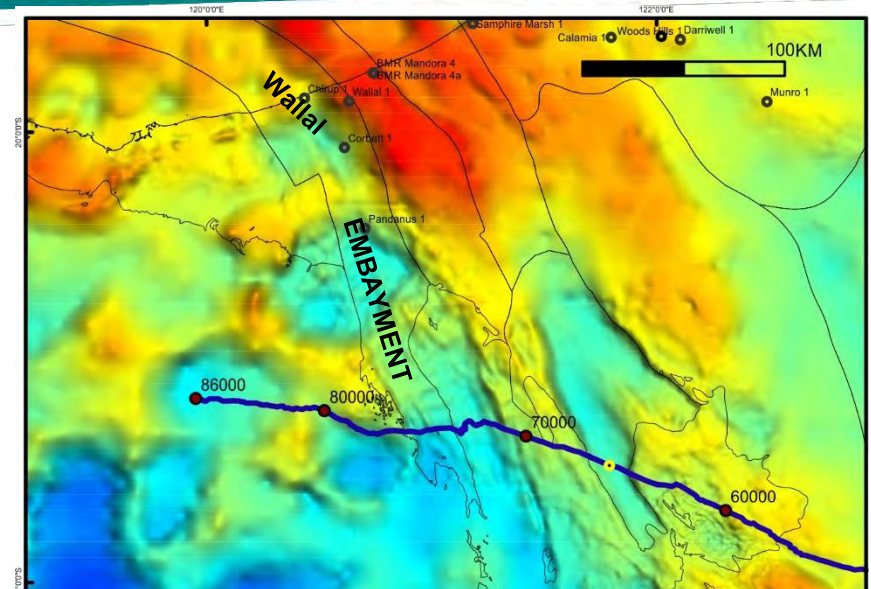 120°0'0"E
122°0'0"E
Samphire Marsh 1
Calamia 1
Woods Hills 1
Darriwell 1
100KM
BMR Mandora 4
BMR Mandora 4a
Chirup 1
Wallal 1
Munro 1
Wallal
20°0'0"S
Corbett 1
Pandanus 1
EMBAYMENT
86000
80000
70000
60000